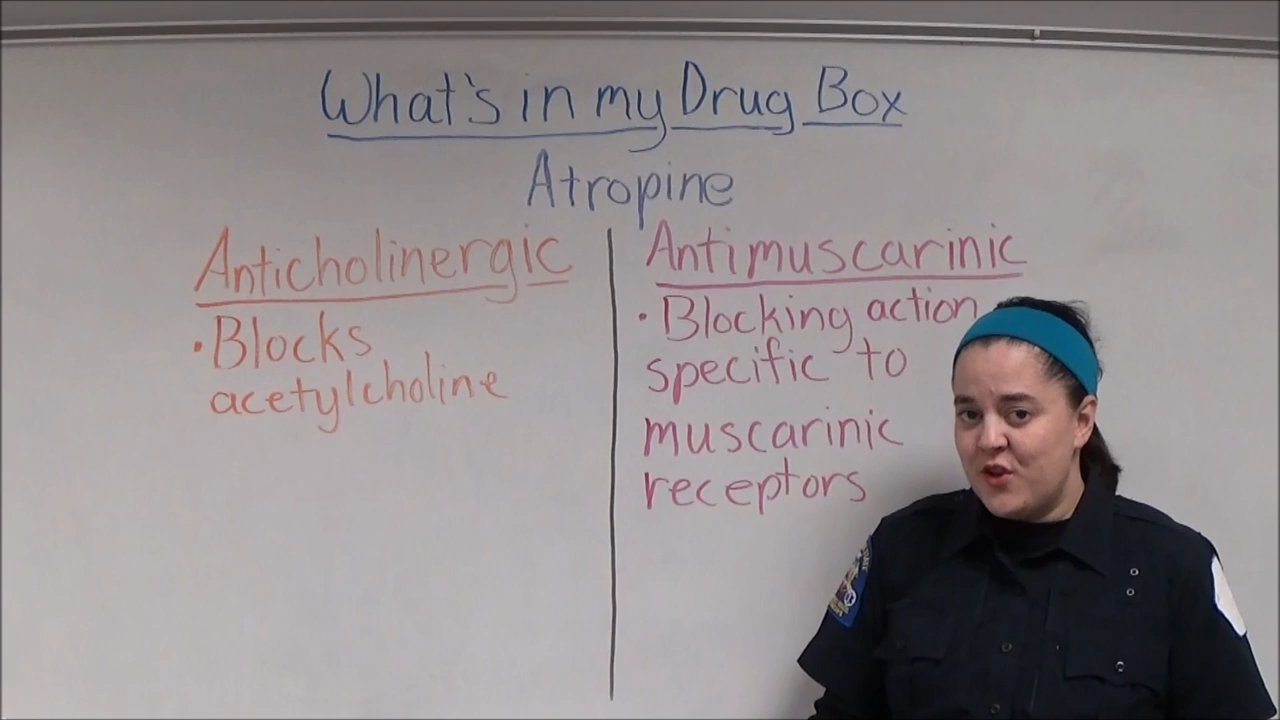 What's in my Drug Box
Atropine
Anticholinergic
• Blocks
acetylcholine
Antimuscarinic
• Blocking action
specific to
muscarinic
receptors